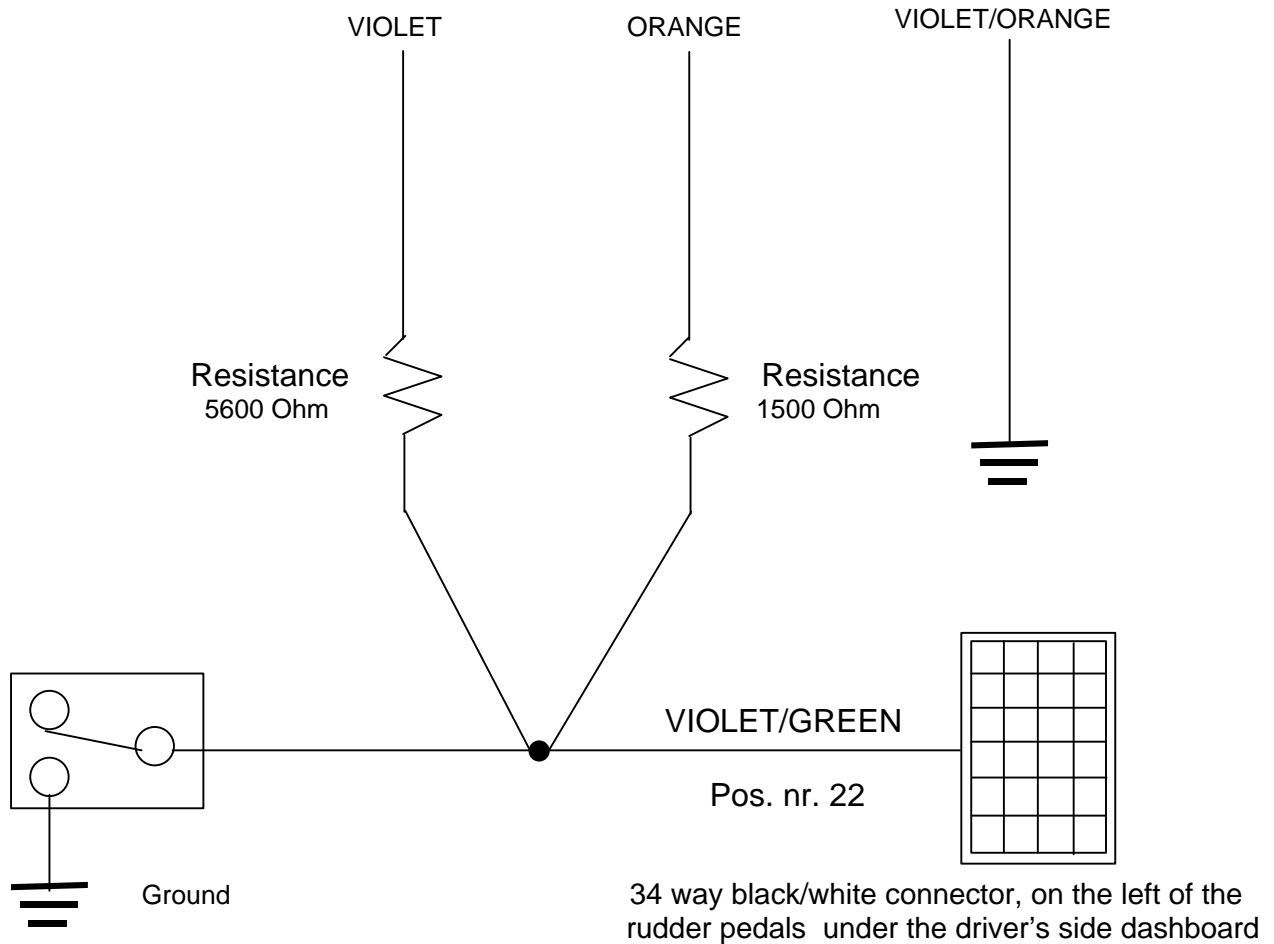 VIOLET
ORANGE
VIOLET/ORANGE
Resistance
5600 Ohm
Resistance
1500 Ohm
VIOLET/GREEN
Pos. nr. 22
Ground
34 way black/white connector, on the left of the
rudder pedals under the driver's side dashboard